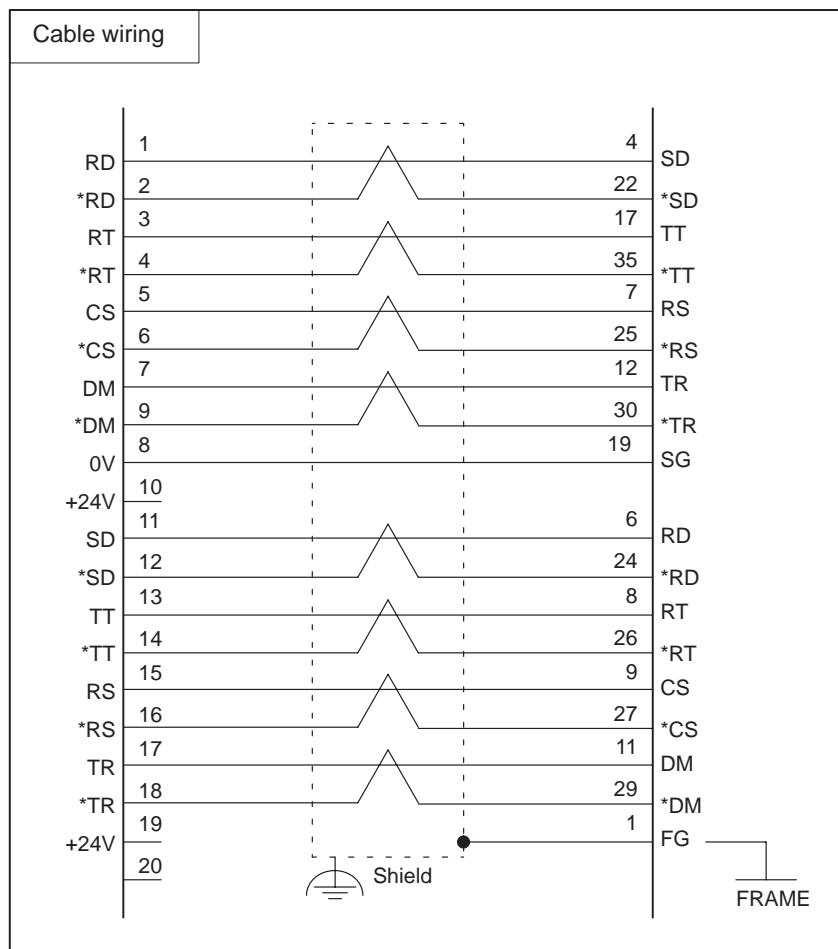 Cable wiring
RD 1 4 SD
*RD 2 22 *SD
RT 3 17 TT
*RT 4 35 *TT
CS 5 7 RS
*CS 6 25 *RS
DM 7 12 TR
*DM 9 30 *TR
0V 8 19 SG
+24V 10
SD 11 6 RD
*SD 12 24 *RD
TT 13 8 RT
*TT 14 26 *RT
RS 15 9 CS
*RS 16 27 *CS
TR 17 11 DM
*TR 18 29 *DM
+24V 19 1 FG
20
Shield
FRAME